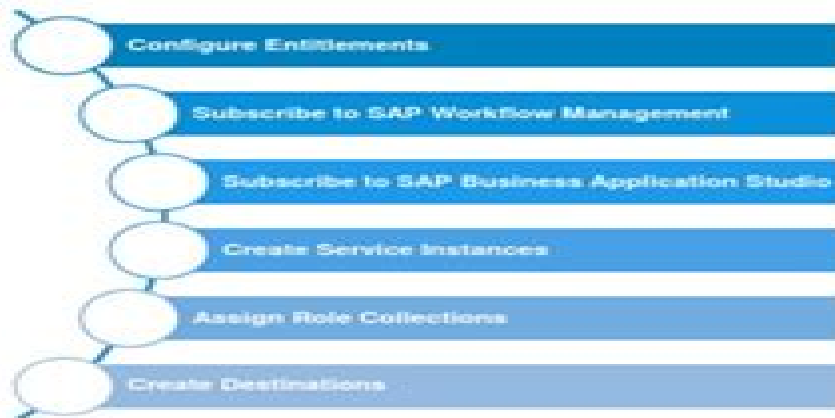 Configure Entitlements
Subscribe to SAP Workflow Management
Subscribe to SAP Business Application Studio
Create Service Instances
Assign Role Collections
Create Destinations